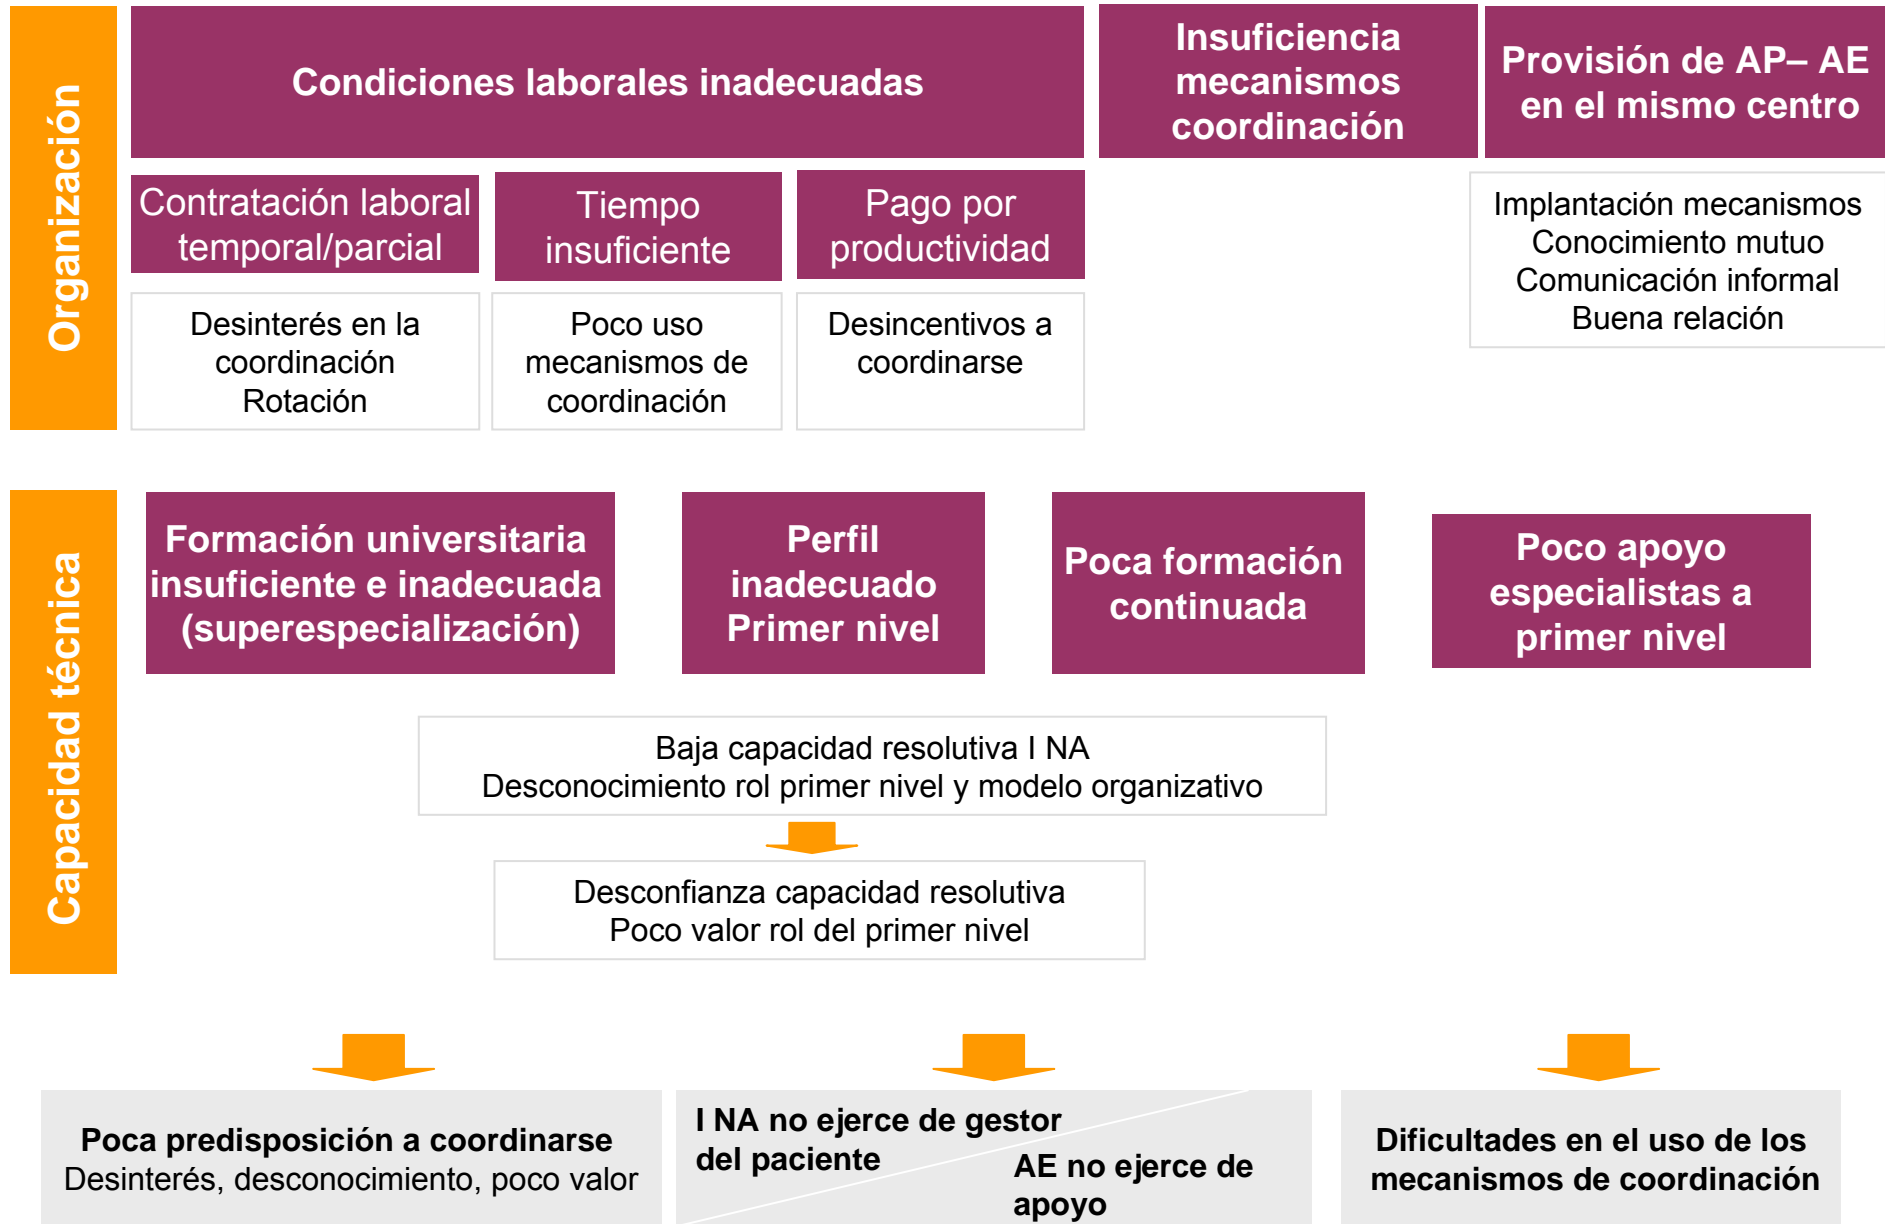 Organización
Condiciones laborales inadecuadas
Insuficiencia
mecanismos
coordinación
Provisión de AP– AE
en el mismo centro
Contratación laboral
temporal/parcial
Tiempo
insuficiente
Pago por
productividad
Implantación mecanismos
Conocimiento mutuo
Comunicación informal
Buena relación
Desinterés en la
coordinación
Rotación
Poco uso
mecanismos de
coordinación
Desincentivos a
coordinarse
Capacidad técnica
Formación universitaria
insuficiente e inadecuada
(superespecialización)
Perfil
inadecuado
Primer nivel
Poca formación
continuada
Poco apoyo
especialistas a
primer nivel
Baja capacidad resolutiva I NA
Desconocimiento rol primer nivel y modelo organizativo
Desconfianza capacidad resolutiva
Poco valor rol del primer nivel
Poca predisposición a coordinarse
Desinterés, desconocimiento, poco valor
I NA no ejerce de gestor
del paciente
AE no ejerce de
apoyo
Dificultades en el uso de los
mecanismos de coordinación